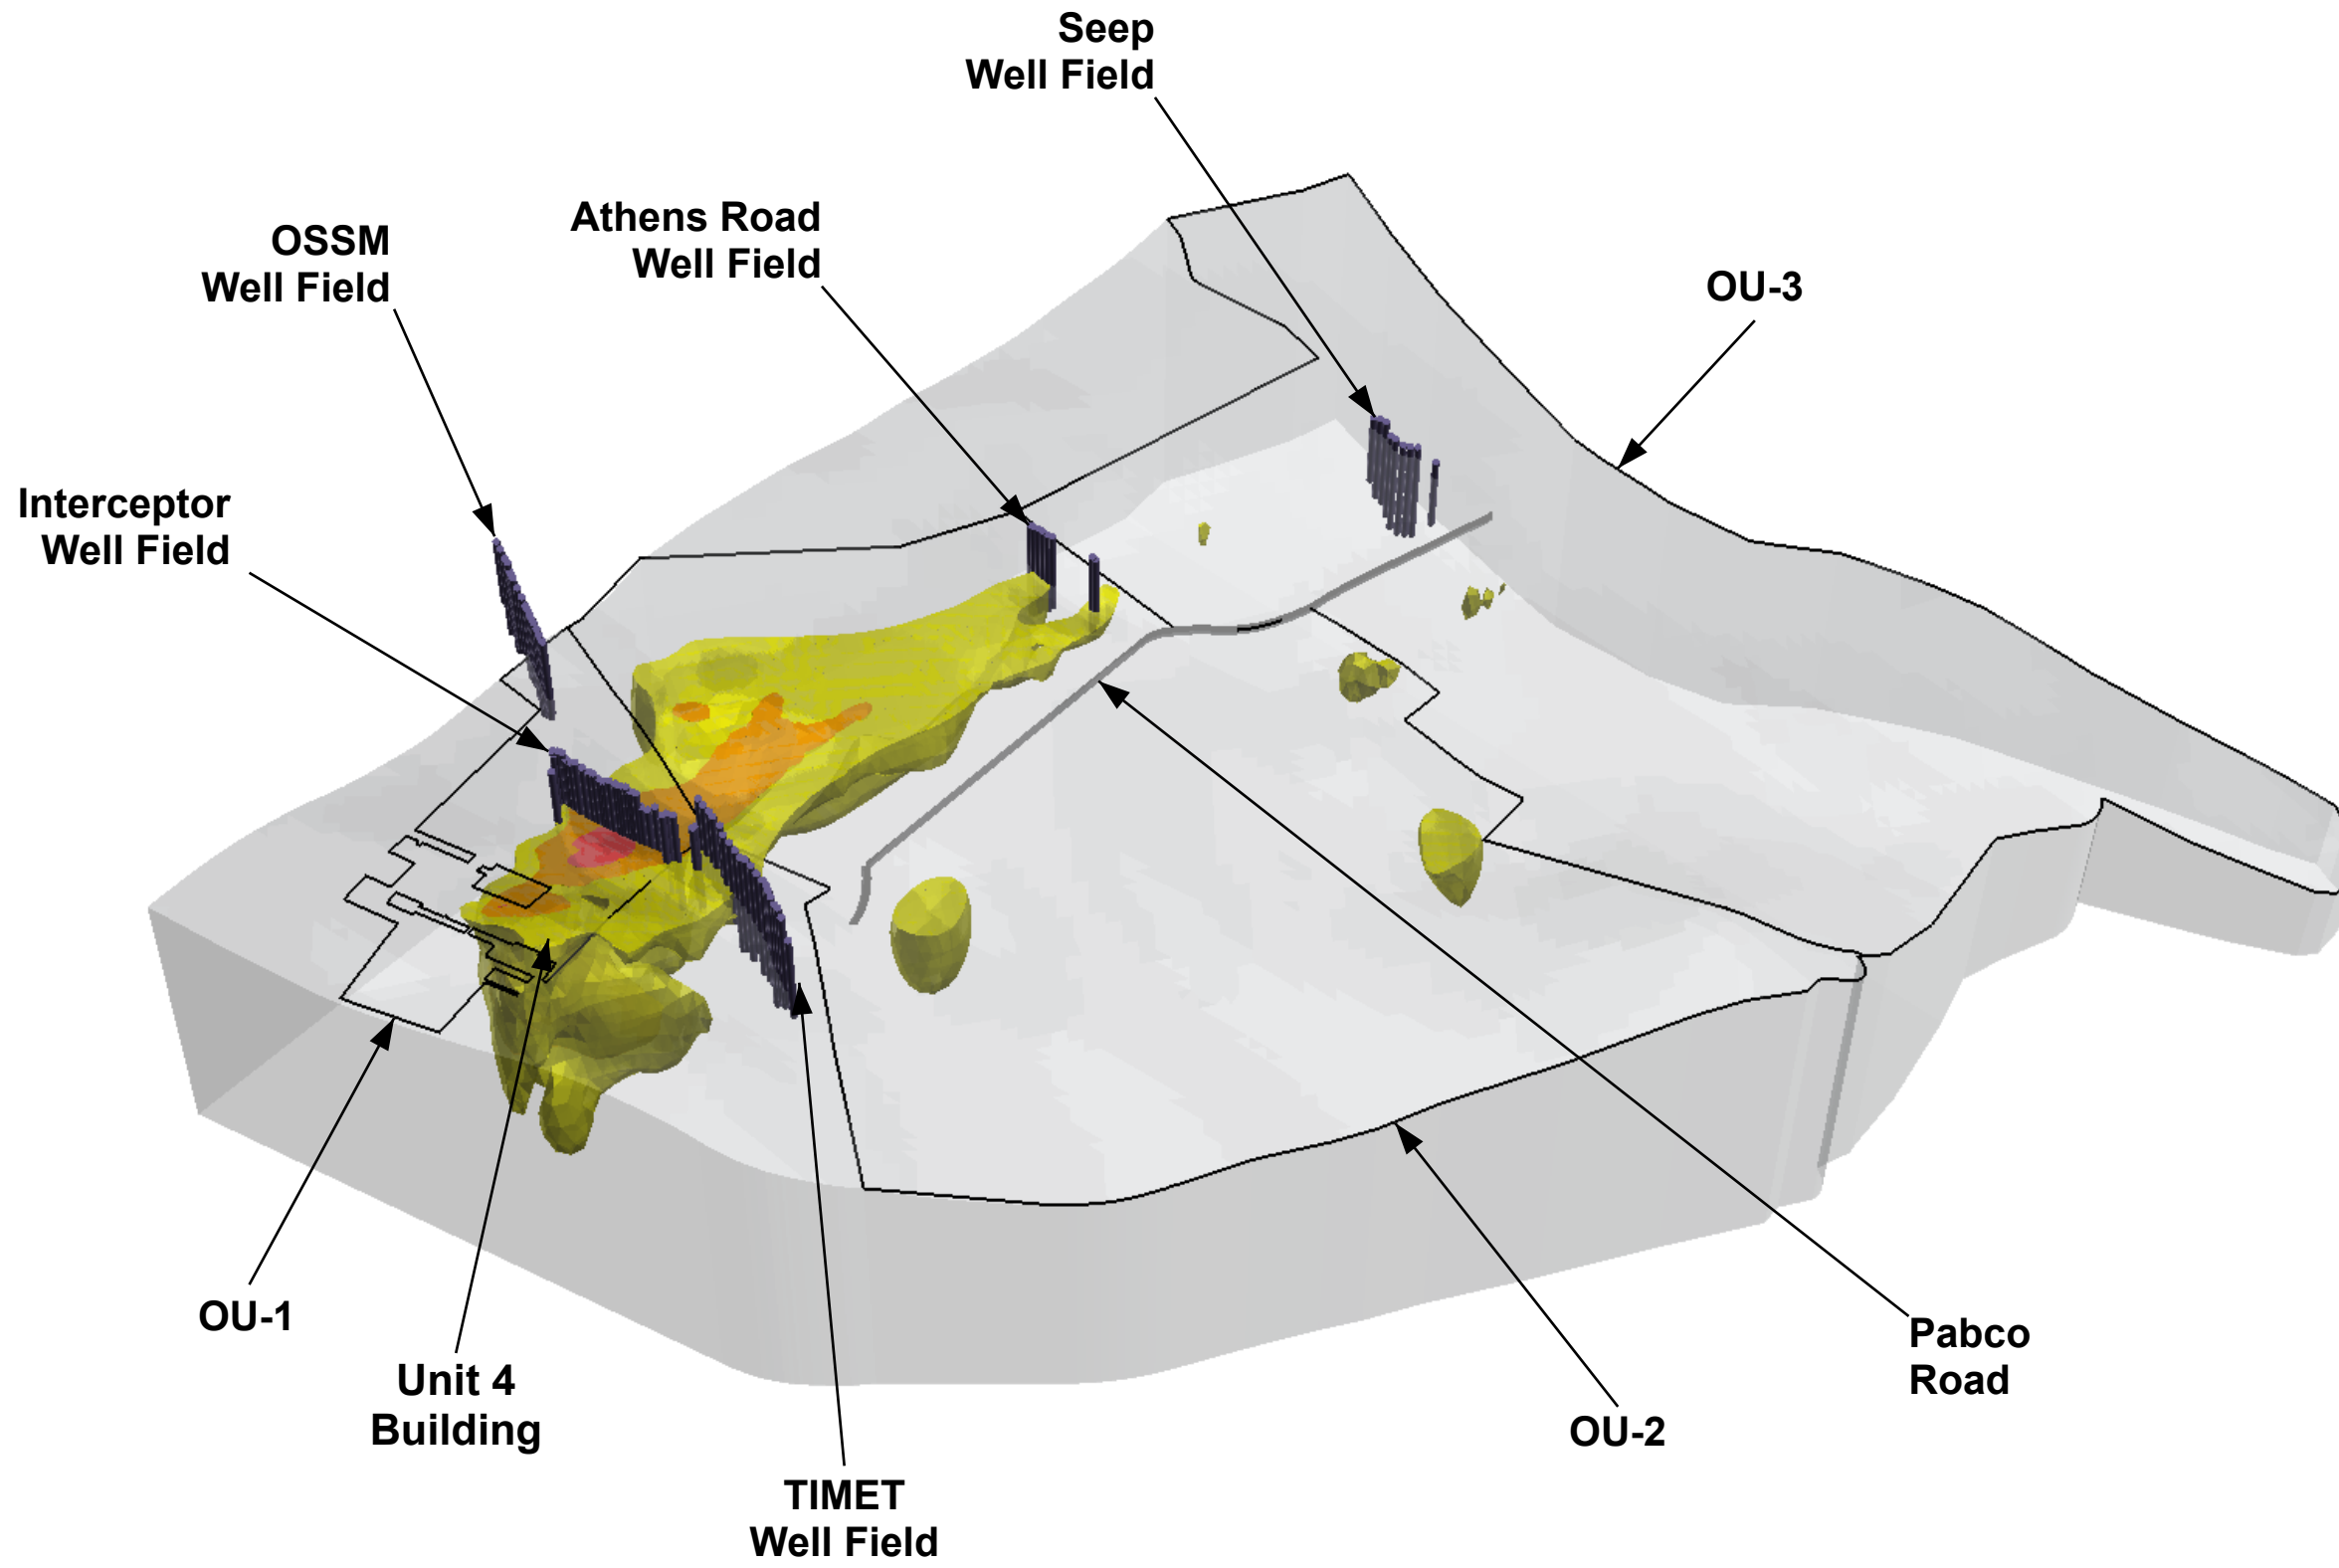 Seep
Well Field
Athens Road
Well Field
OSSM
Well Field
OU-3
Interceptor
Well Field
OU-1
Pabco
Road
Unit 4
Building
OU-2
TIMET
Well Field